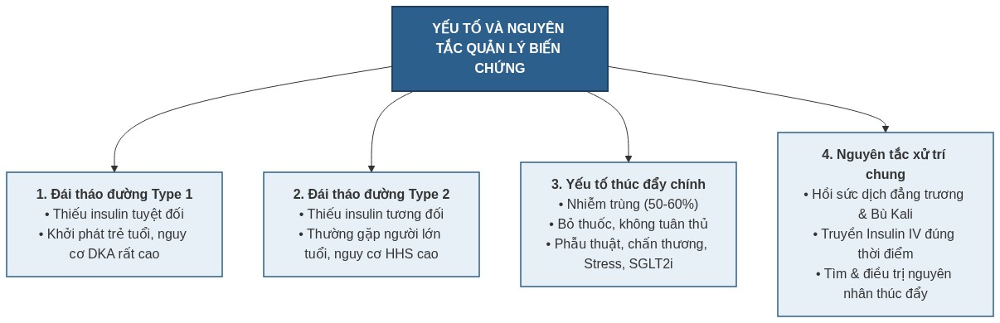 YẾU TỐ VÀ NGUYÊN
TẮC QUẢN LÝ BIẾN
CHỨNG
1. Đái tháo đường Type 1
• Thiếu insulin tuyệt đối
• Khởi phát trẻ tuổi, nguy
cơ DKA rất cao
2. Đái tháo đường Type 2
• Thiếu insulin tương đối
• Thường gặp người lớn
tuổi, nguy cơ HHS cao
3. Yếu tố thúc đẩy chính
• Nhiễm trùng (50-60%)
• Bỏ thuốc, không tuân thủ
• Phẫu thuật, chấn thương,
Stress, SGLT2i
4. Nguyên tắc xử trí
chung
• Hồi sức dịch đẳng trương
& Bù Kali
• Truyền Insulin IV đúng
thời điểm
• Tìm & điều trị nguyên
nhân thúc đẩy